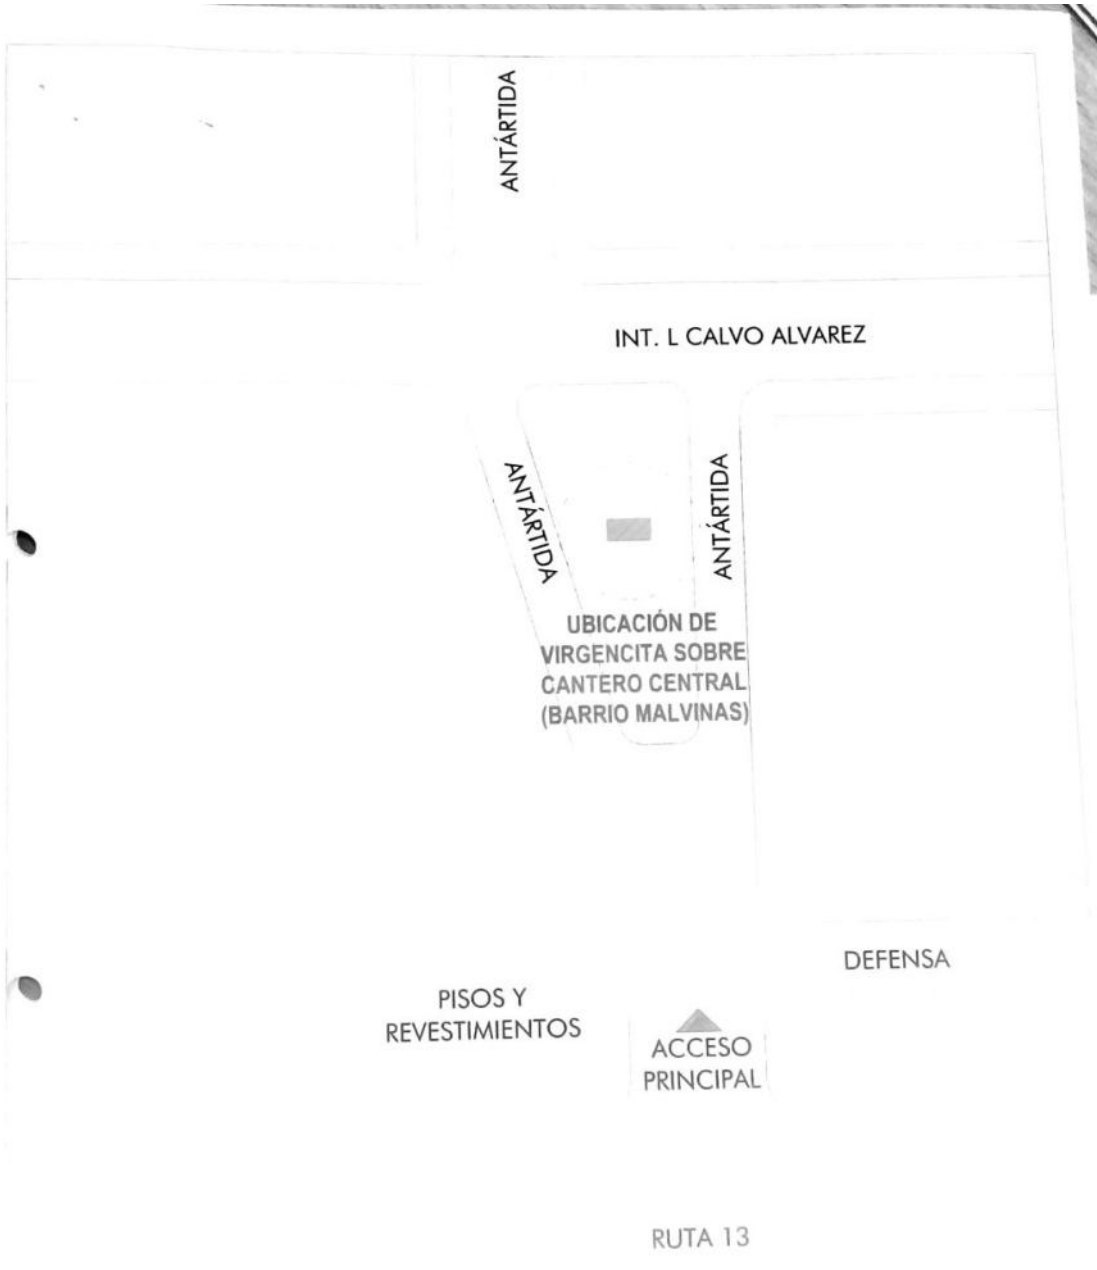 ANTÁRTIDA
INT. L CALVO ALVAREZ
ANTÁRTIDA
ANTÁRTIDA
UBICACIÓN DE
VIRGENCITA SOBRE
CANTERO CENTRAL
(BARRIO MALVINAS)
DEFENSA
PISOS Y
REVESTIMIENTOS
ACCESO
PRINCIPAL
RUTA 13